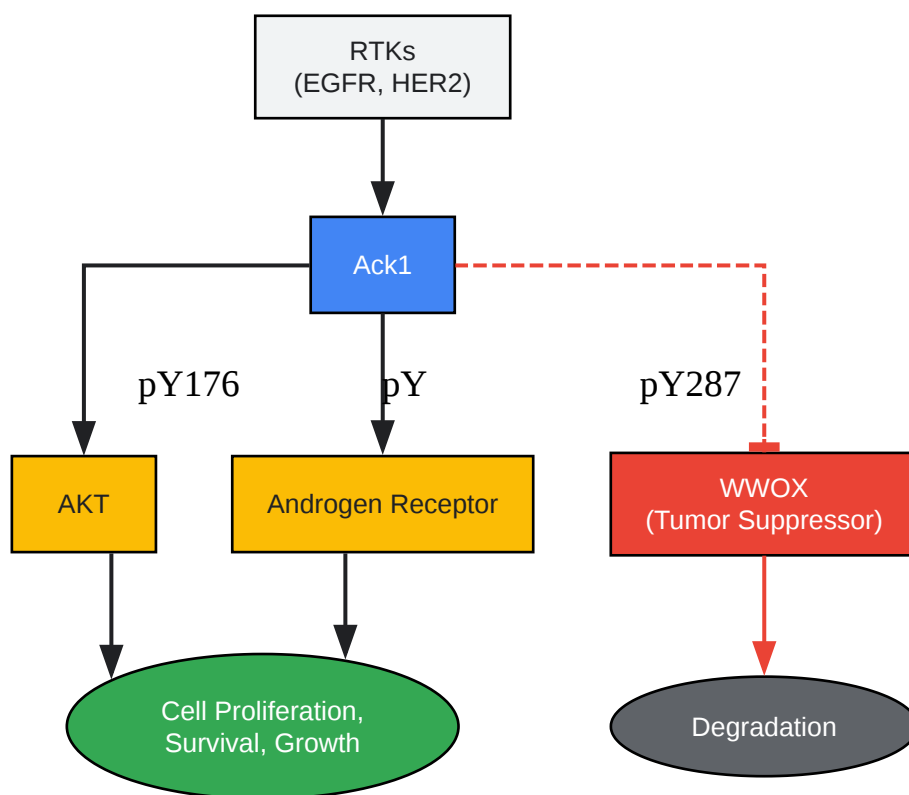 RTKs
(EGFR, HER2)
Ack1
pY176
pY
pY287
AKT
Androgen Receptor
WWOX
(Tumor Suppressor)
Cell Proliferation,
Survival, Growth
Degradation